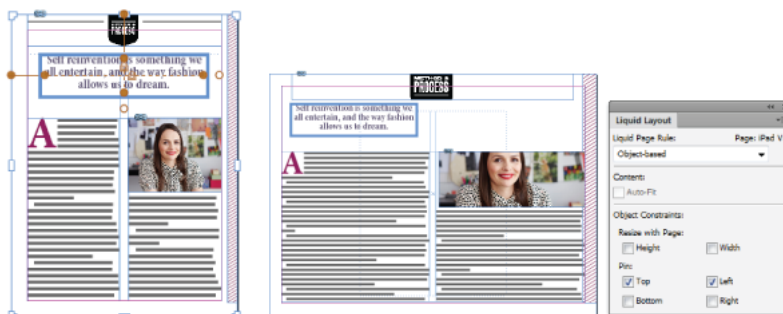 PROCESS
Self reinvention is something we
all entertain, and the way fashion
allows us to dream.
A
METHOD &
PROCESS
Self reinvention is something we
all entertain, and the way fashion
allows us to dream.
A
Liquid Layout
Liquid Page Rule:
Page: iPad V
Object-based
Content:
Auto-Fit
Object Constraints:
Resize with Page:
Height
Width
Pin:
Top
Left
Bottom
Right